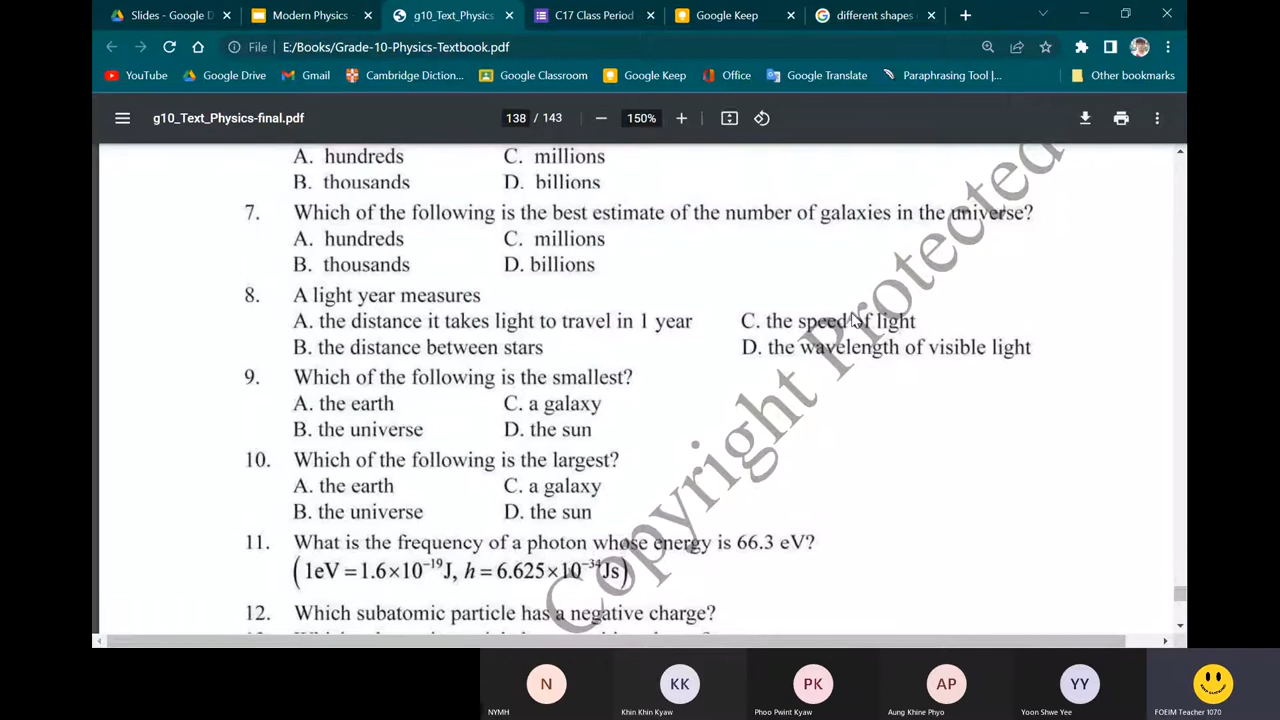 Slides - Google D
Modern Physics
g10_Text_Physics
C17 Class Period
Google Keep
different shapes
File
E:/Books/Grade-10-Physics-Textbook.pdf
YouTube
Google Drive
Gmail
Cambridge Diction...
Google Classroom
Google Keep
Office
Google Translate
Paraphrasing Tool |...
Other bookmarks
g10_Text_Physics-final.pdf
138 / 143
150%
A. hundreds C. millions
B. thousands D. billions
7. Which of the following is the best estimate of the number of galaxies in the universe?
A. hundreds C. millions
B. thousands D. billions
8. A light year measures
A. the distance it takes light to travel in 1 year C. the speed of light
B. the distance between stars D. the wavelength of visible light
9. Which of the following is the smallest?
A. the earth C. a galaxy
B. the universe D. the sun
10. Which of the following is the largest?
A. the earth C. a galaxy
B. the universe D. the sun
11. What is the frequency of a photon whose energy is 66.3 eV?
(1eV = 1.6×10⁻¹⁹J, h = 6.625×10⁻³⁴Js)
12. Which subatomic particle has a negative charge?
Copyright Protected
N
KK
PK
AP
YY
NYMH
Khin Khin Kyaw
Phoo Pwint Kyaw
Aung Khine Phyo
Yoon Shwe Yee
FOEIM Teacher 1070